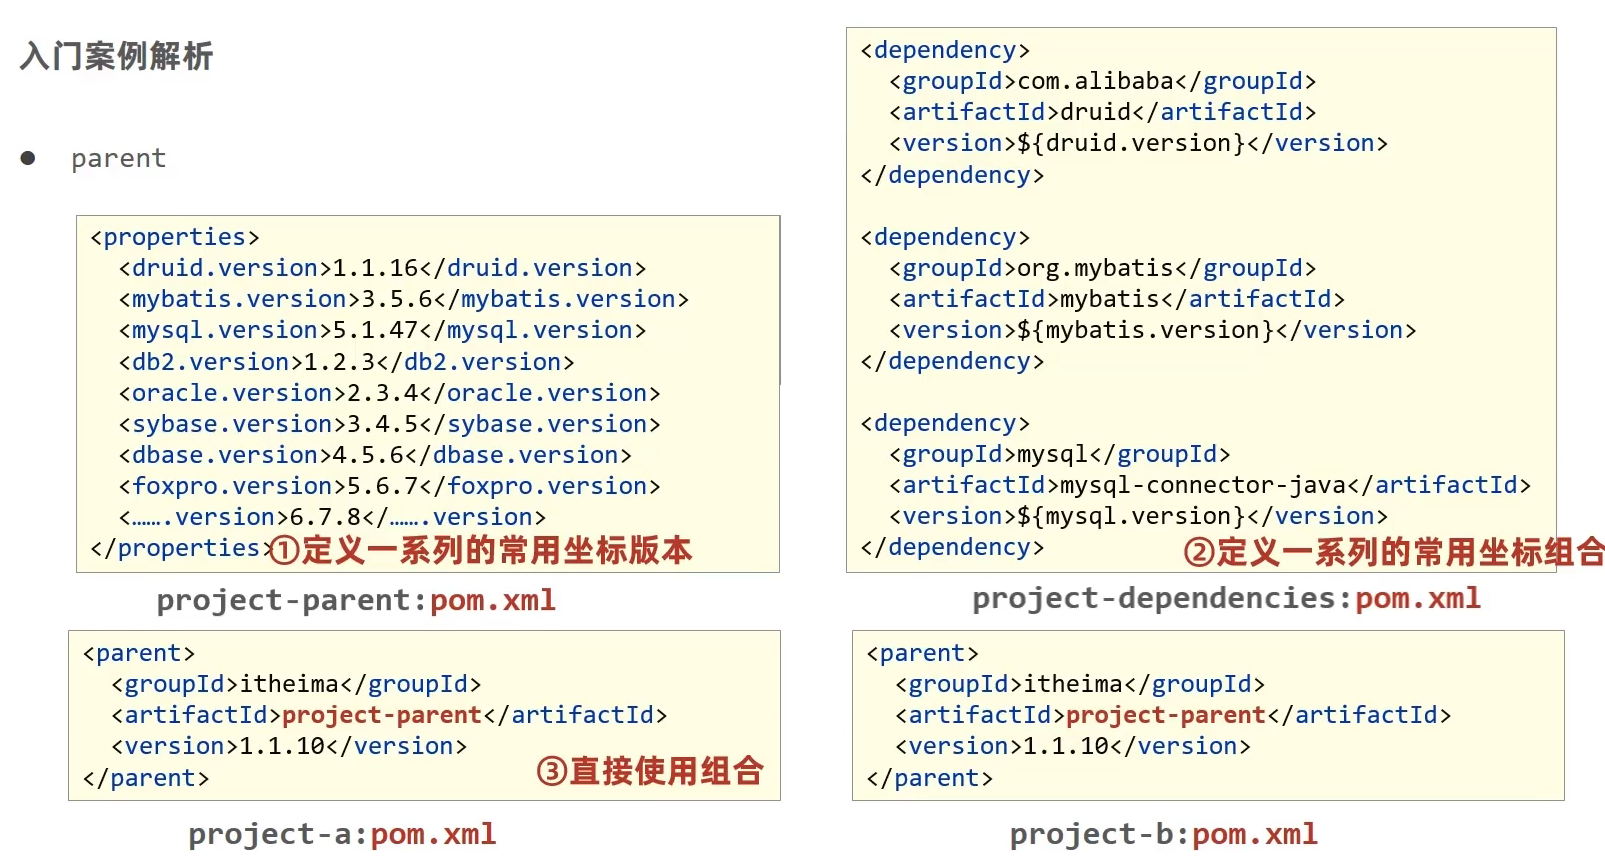 入门案例解析
● parent
<properties>
  <druid.version>1.1.16</druid.version>
  <mybatis.version>3.5.6</mybatis.version>
  <mysql.version>5.1.47</mysql.version>
  <db2.version>1.2.3</db2.version>
  <oracle.version>2.3.4</oracle.version>
  <sybase.version>3.4.5</sybase.version>
  <dbase.version>4.5.6</dbase.version>
  <foxpro.version>5.6.7</foxpro.version>
  <…….version>6.7.8</…….version>
</properties>
①定义一系列的常用坐标版本
project-parent:pom.xml
<dependency>
  <groupId>com.alibaba</groupId>
  <artifactId>druid</artifactId>
  <version>${druid.version}</version>
</dependency>

<dependency>
  <groupId>org.mybatis</groupId>
  <artifactId>mybatis</artifactId>
  <version>${mybatis.version}</version>
</dependency>

<dependency>
  <groupId>mysql</groupId>
  <artifactId>mysql-connector-java</artifactId>
  <version>${mysql.version}</version>
</dependency>
②定义一系列的常用坐标组合
project-dependencies:pom.xml
<parent>
  <groupId>itheima</groupId>
  <artifactId>project-parent</artifactId>
  <version>1.1.10</version>
</parent>
③直接使用组合
project-a:pom.xml
<parent>
  <groupId>itheima</groupId>
  <artifactId>project-parent</artifactId>
  <version>1.1.10</version>
</parent>
project-b:pom.xml